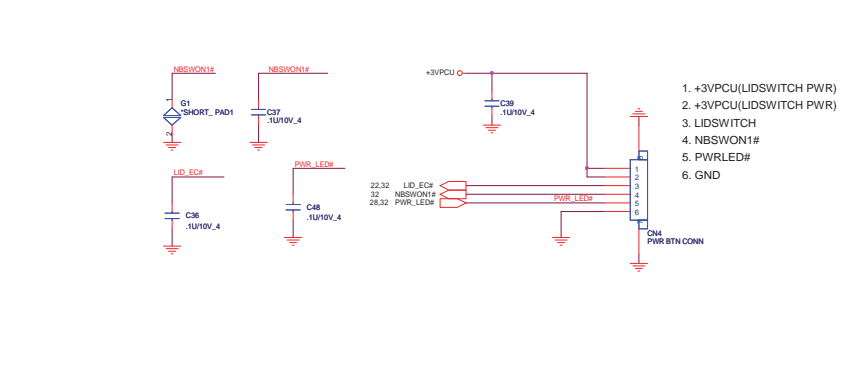 NBSWON1#
1
G1
*SHORT_ PAD1
2
NBSWON1#
C37
.1U/10V_4
+3VPCU
C39
.1U/10V_4
1. +3VPCU(LIDSWITCH PWR)
2. +3VPCU(LIDSWITCH PWR)
3. LIDSWITCH
4. NBSWON1#
5. PWRLED#
6. GND
LID_EC#
C36
.1U/10V_4
PWR_LED#
C48
.1U/10V_4
22,32 LID_EC#
32 NBSWON1#
28,32 PWR_LED#
PWR_LED#
1
2
3
4
5
6
CN4
PWR BTN CONN